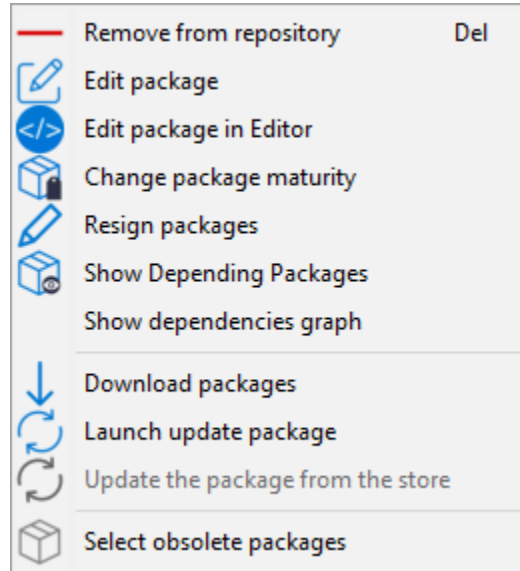 Remove from repository Del
Edit package
</> Edit package in Editor
Change package maturity
Resign packages
Show Depending Packages
Show dependencies graph
Download packages
Launch update package
Update the package from the store
Select obsolete packages